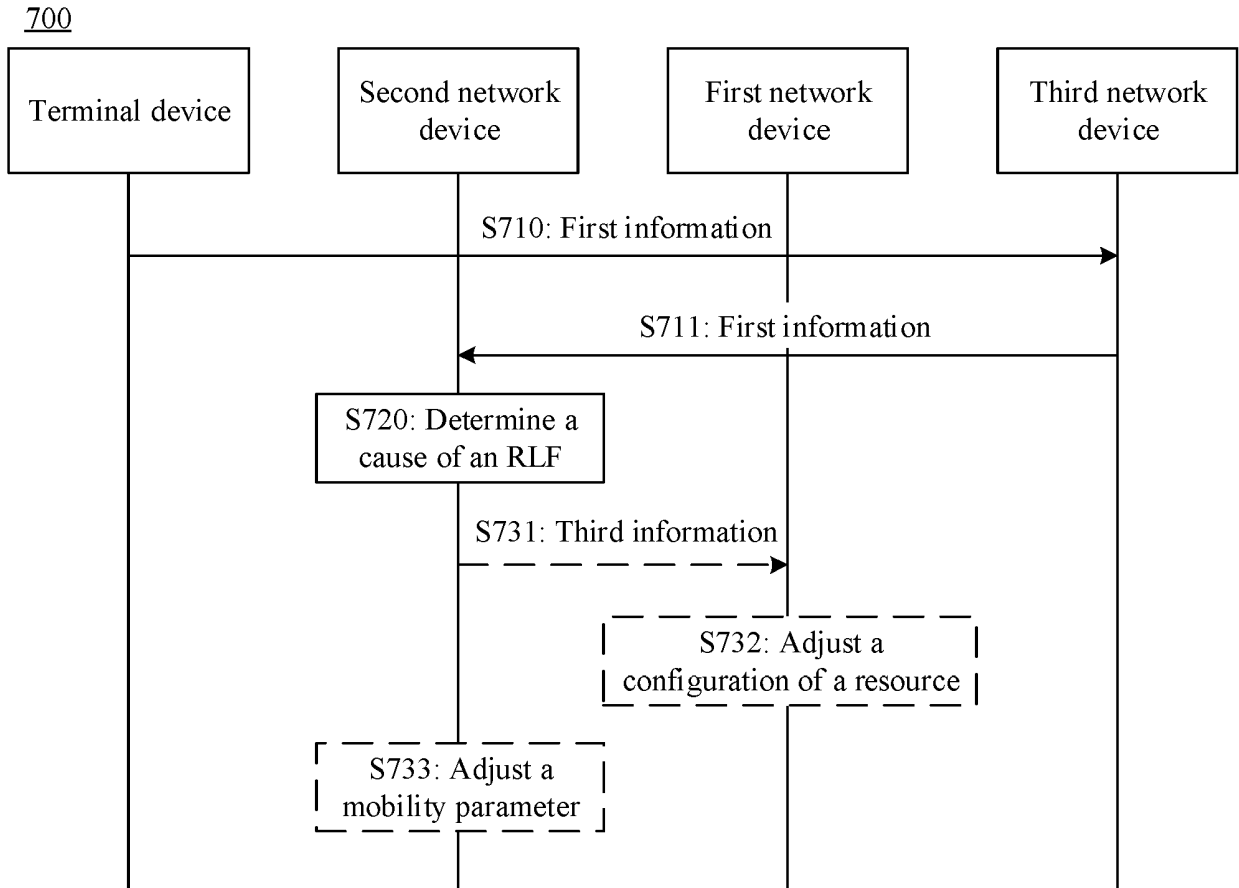 700
Terminal device
Second network
device
First network
device
Third network
device
S710: First information
S711: First information
S720: Determine a
cause of an RLF
S731: Third information
S732: Adjust a
configuration of a resource
S733: Adjust a
mobility parameter